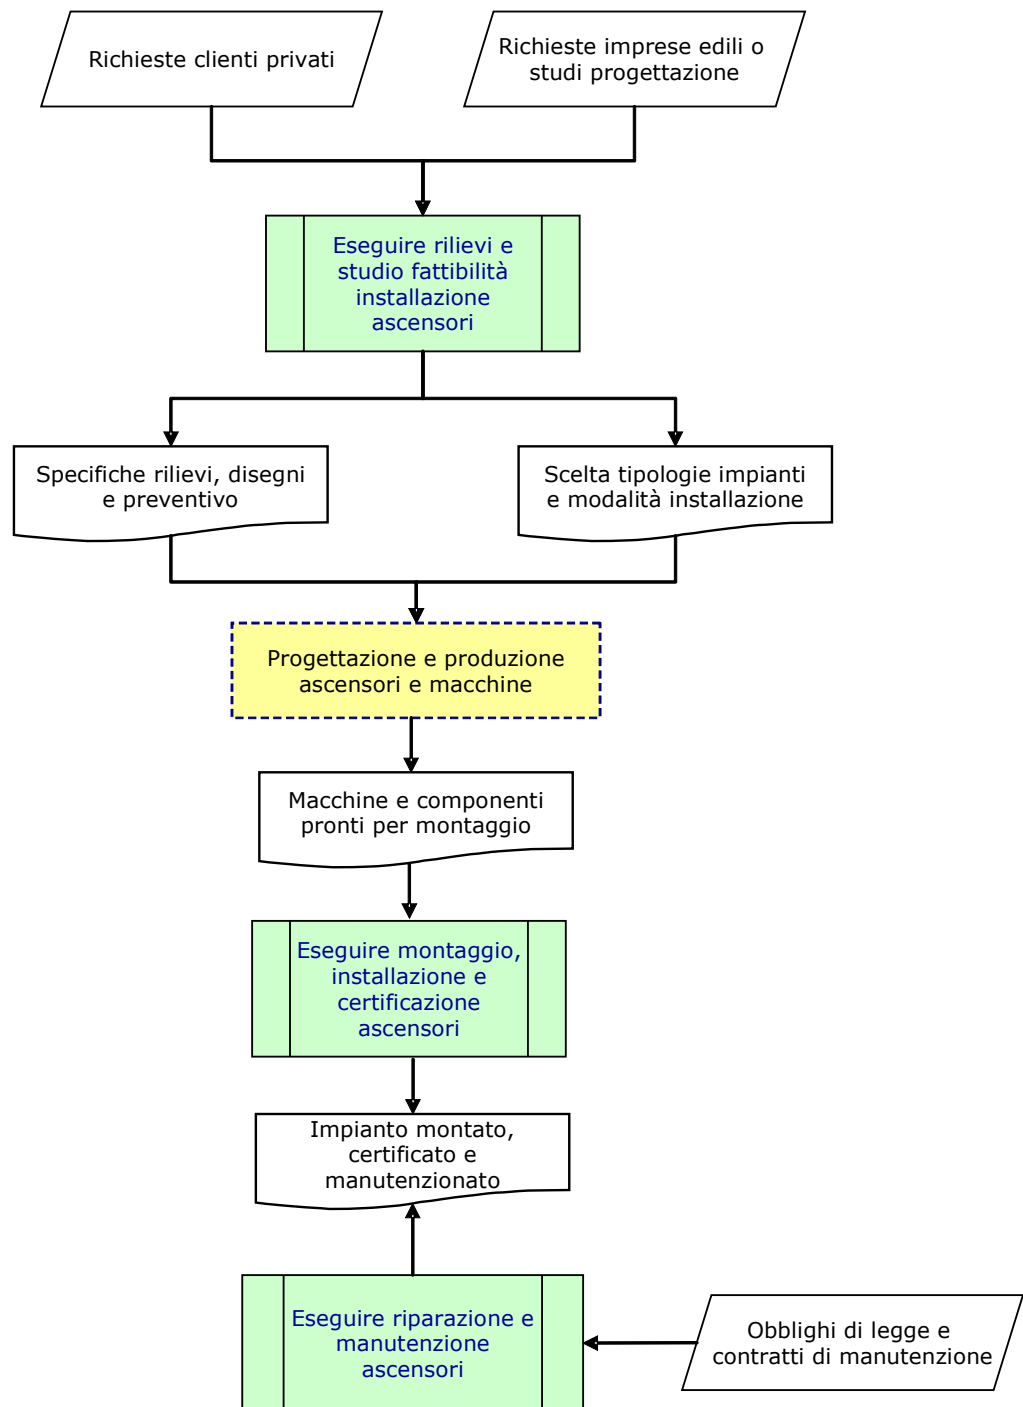 Richieste clienti privati
Richieste imprese edili o
studi progettazione
Eseguire rilievi e
studio fattibilità
installazione
ascensori
Specifiche rilievi, disegni
e preventivo
Scelta tipologie impianti
e modalità installazione
Progettazione e produzione
ascensori e macchine
Macchine e componenti
pronti per montaggio
Eseguire montaggio,
installazione e
certificazione
ascensori
Impianto montato,
certificato e
manutenzionato
Eseguire riparazione e
manutenzione
ascensori
Obblighi di legge e
contratti di manutenzione